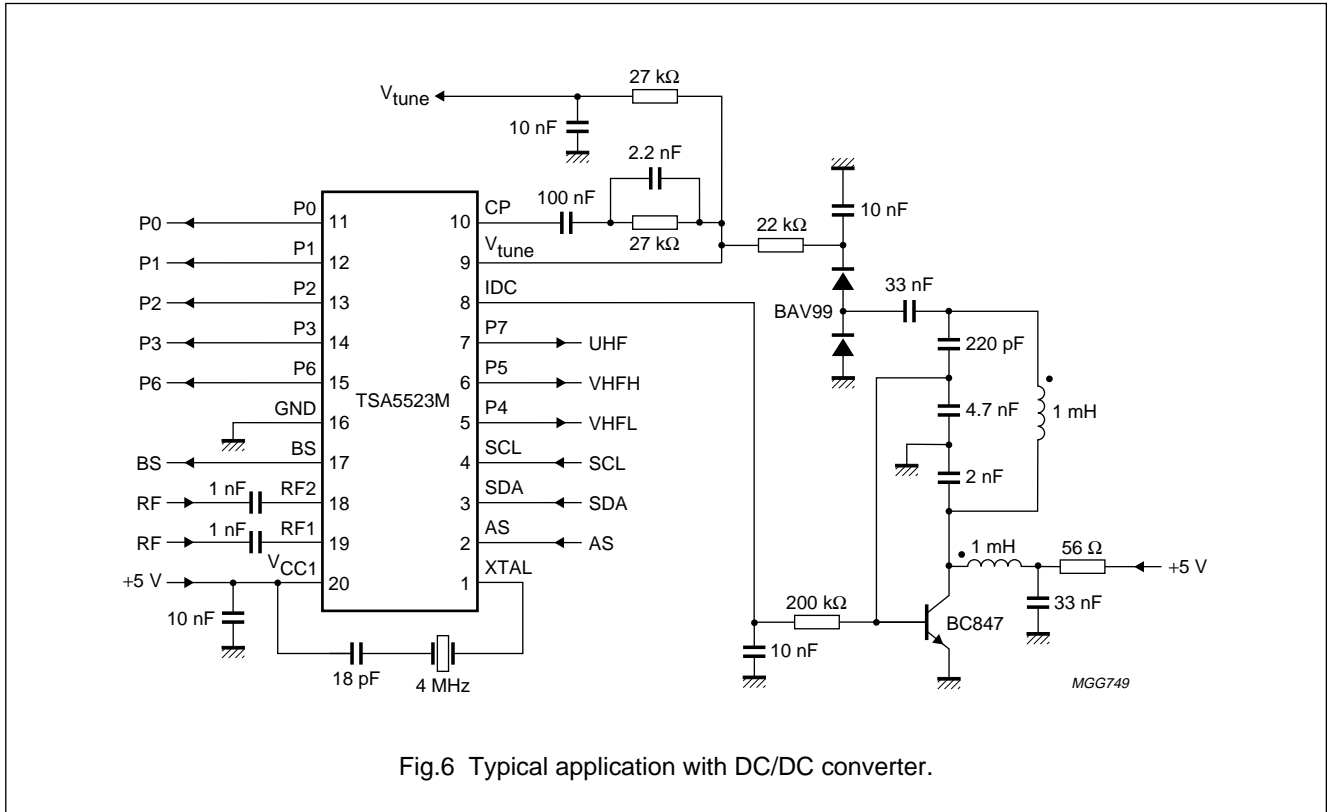 27 kΩ
Vtune
10 nF
2.2 nF
100 nF
27 kΩ
22 kΩ
10 nF
33 nF
BAV99
220 pF
4.7 nF
1 mH
2 nF
1 mH
56 Ω
+5 V
33 nF
BC847
200 kΩ
10 nF
P0 P0 11
P1 P1 12
P2 P2 13
P3 P3 14
P6 P6 15
GND 16
BS BS 17
RF 1 nF RF2 18
RF 1 nF RF1 19
+5 V VCC1 20
10 nF
18 pF
4 MHz
TSA5523M
10 CP
9 Vtune
8 IDC
7 P7 UHF
6 P5 VHFH
5 P4 VHFL
4 SCL SCL
3 SDA SDA
2 AS AS
1 XTAL
MGG749
Fig.6 Typical application with DC/DC converter.